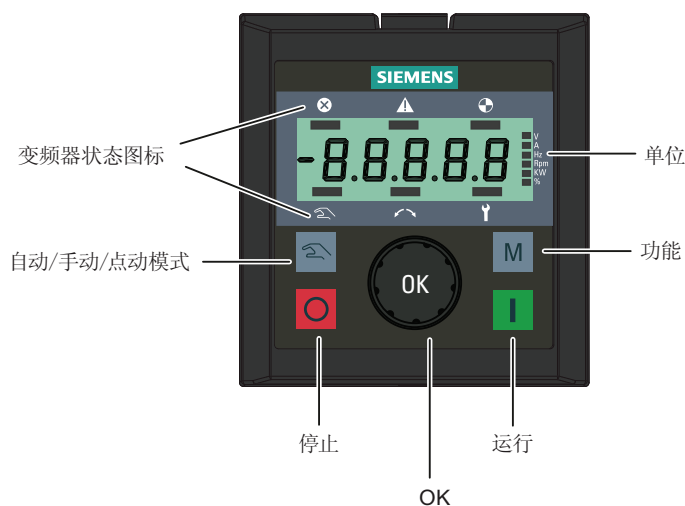 SIEMENS
变频器状态图标
-8.8.8.8.8
V
A
Hz
Rpm
KW
%
单位
自动/手动/点动模式
OK
M
功能
停止
运行
OK